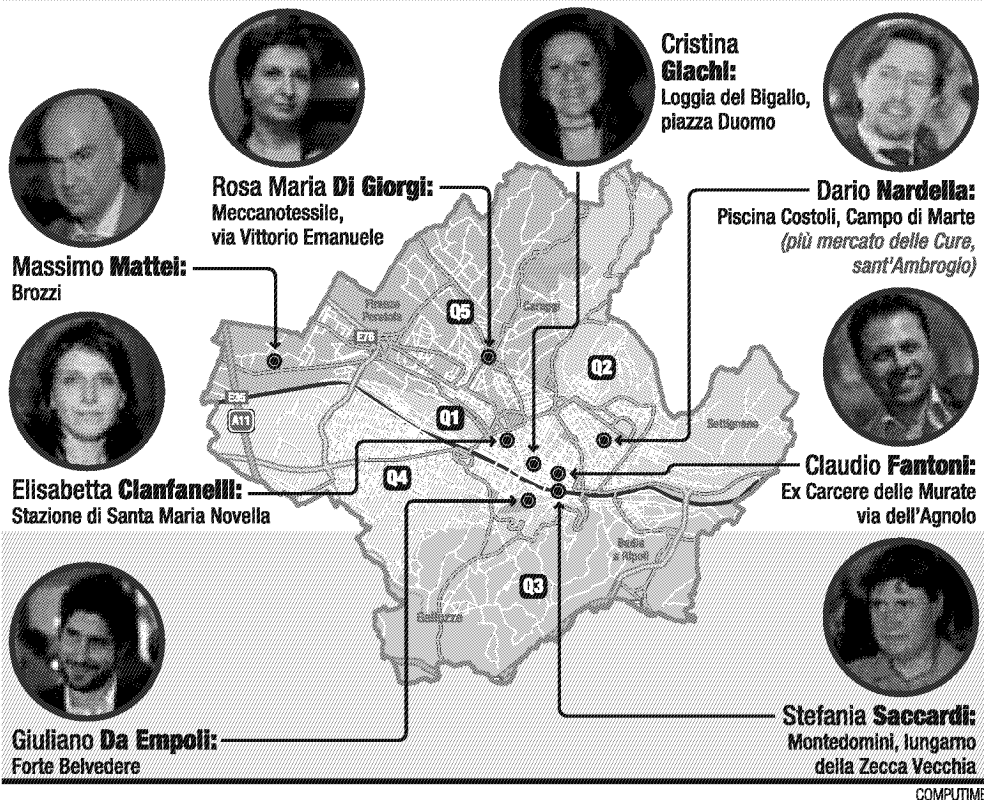 Cristina
Giachi:
Loggia del Bigallo,
piazza Duomo
Rosa Maria Di Giorgi:
Meccanotessile,
via Vittorio Emanuele
Dario Nardella:
Piscina Costoli, Campo di Marte
(più mercato delle Cure,
sant'Ambrogio)
Massimo Mattei:
Brozzi
Firenze
Peretola
Q5
Careggi
E76
Q2
E35
A11
Q1
Settignano
Elisabetta Cianfanelli:
Stazione di Santa Maria Novella
Q4
Claudio Fantoni:
Ex Carcere delle Murate
via dell'Agnolo
Badia
a Ripoli
Q3
Galluzzo
Giuliano Da Empoli:
Forte Belvedere
Stefania Saccardi:
Montedomini, lungarno
della Zecca Vecchia
COMPUTIME